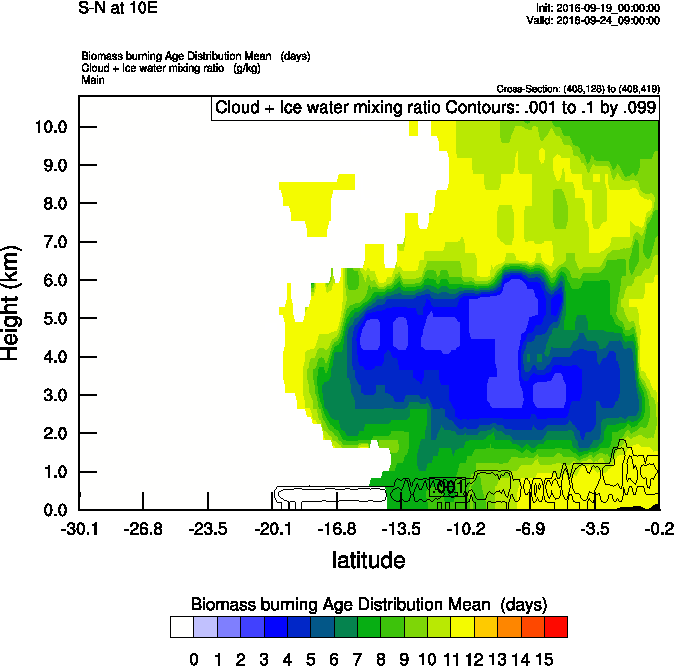 S-N at 10E
Init: 2016-09-19_00:00:00
Valid: 2016-09-24_09:00:00
Biomass burning Age Distribution Mean (days)
Cloud + Ice water mixing ratio (g/kg)
Main
Cross-Section: (408,128) to (408,419)
Cloud + Ice water mixing ratio Contours: .001 to .1 by .099
10.0
9.0
8.0
7.0
6.0
5.0
4.0
3.0
2.0
1.0
0.0
Height (km)
.001
-30.1 -26.8 -23.5 -20.1 -16.8 -13.5 -10.2 -6.9 -3.5 -0.2
latitude
Biomass burning Age Distribution Mean (days)
0 1 2 3 4 5 6 7 8 9 10 11 12 13 14 15